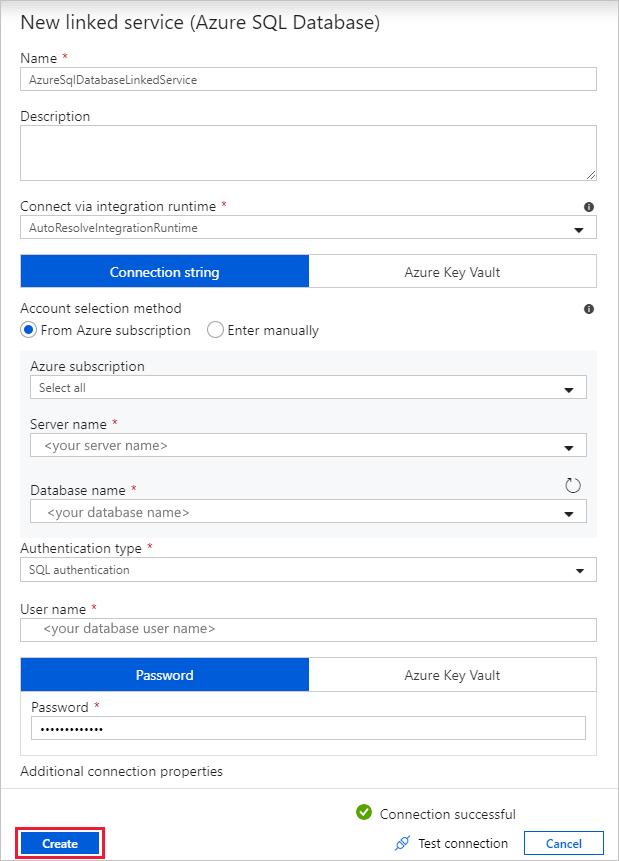 New linked service (Azure SQL Database)
Name *
AzureSqlDatabaseLinkedService
Description
Connect via integration runtime *
AutoResolveIntegrationRuntime
Connection string Azure Key Vault
Account selection method
From Azure subscription Enter manually
Azure subscription
Select all
Server name *
<your server name>
Database name *
<your database name>
Authentication type *
SQL authentication
User name *
<your database user name>
Password Azure Key Vault
Password *
•••••••••••••
Additional connection properties
Connection successful
Create Test connection Cancel